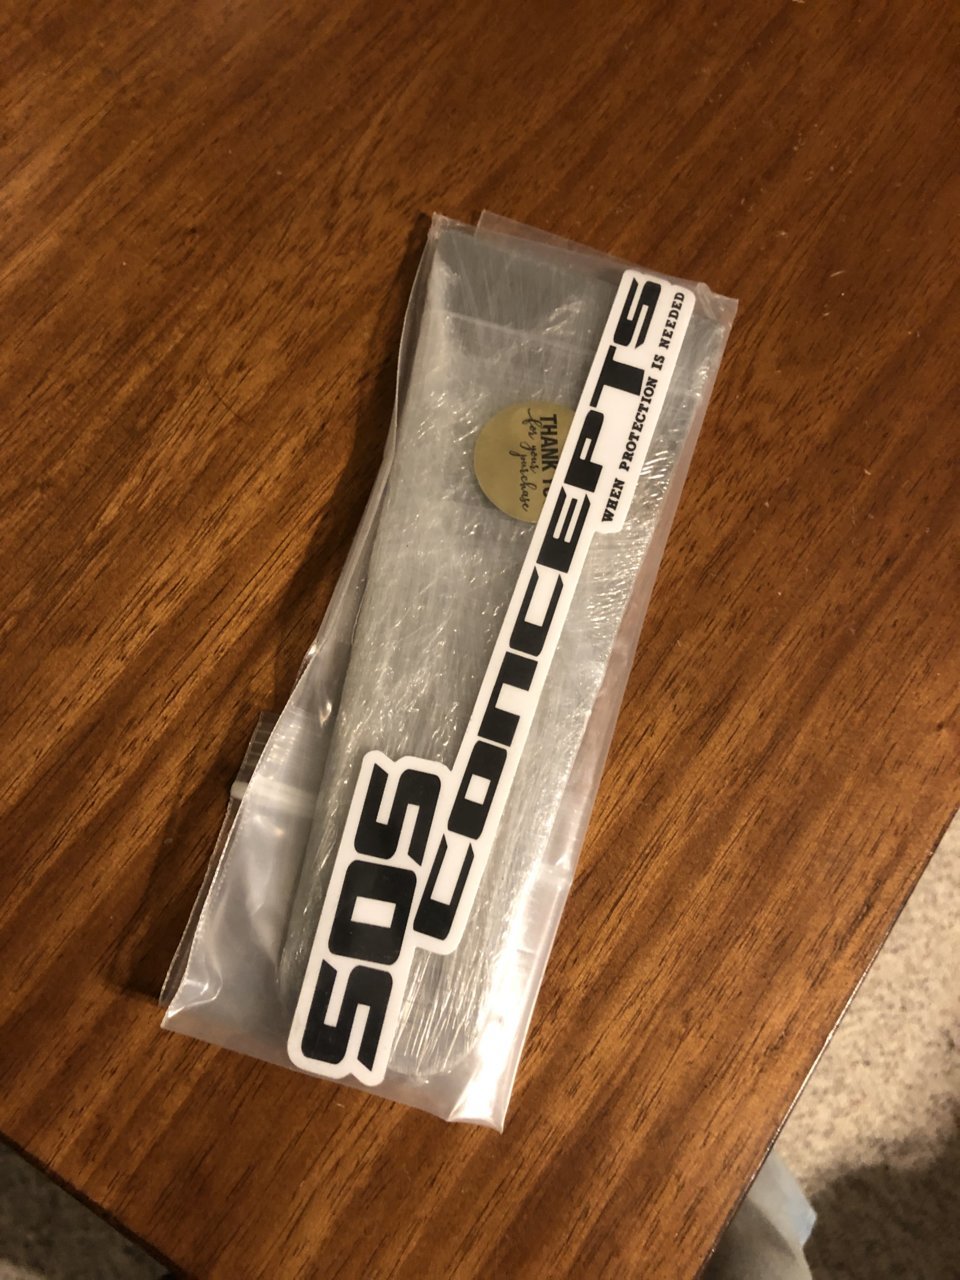 SOS
CONCEPTS
WHEN PROTECTION IS NEEDED
THANK
for your
purchase